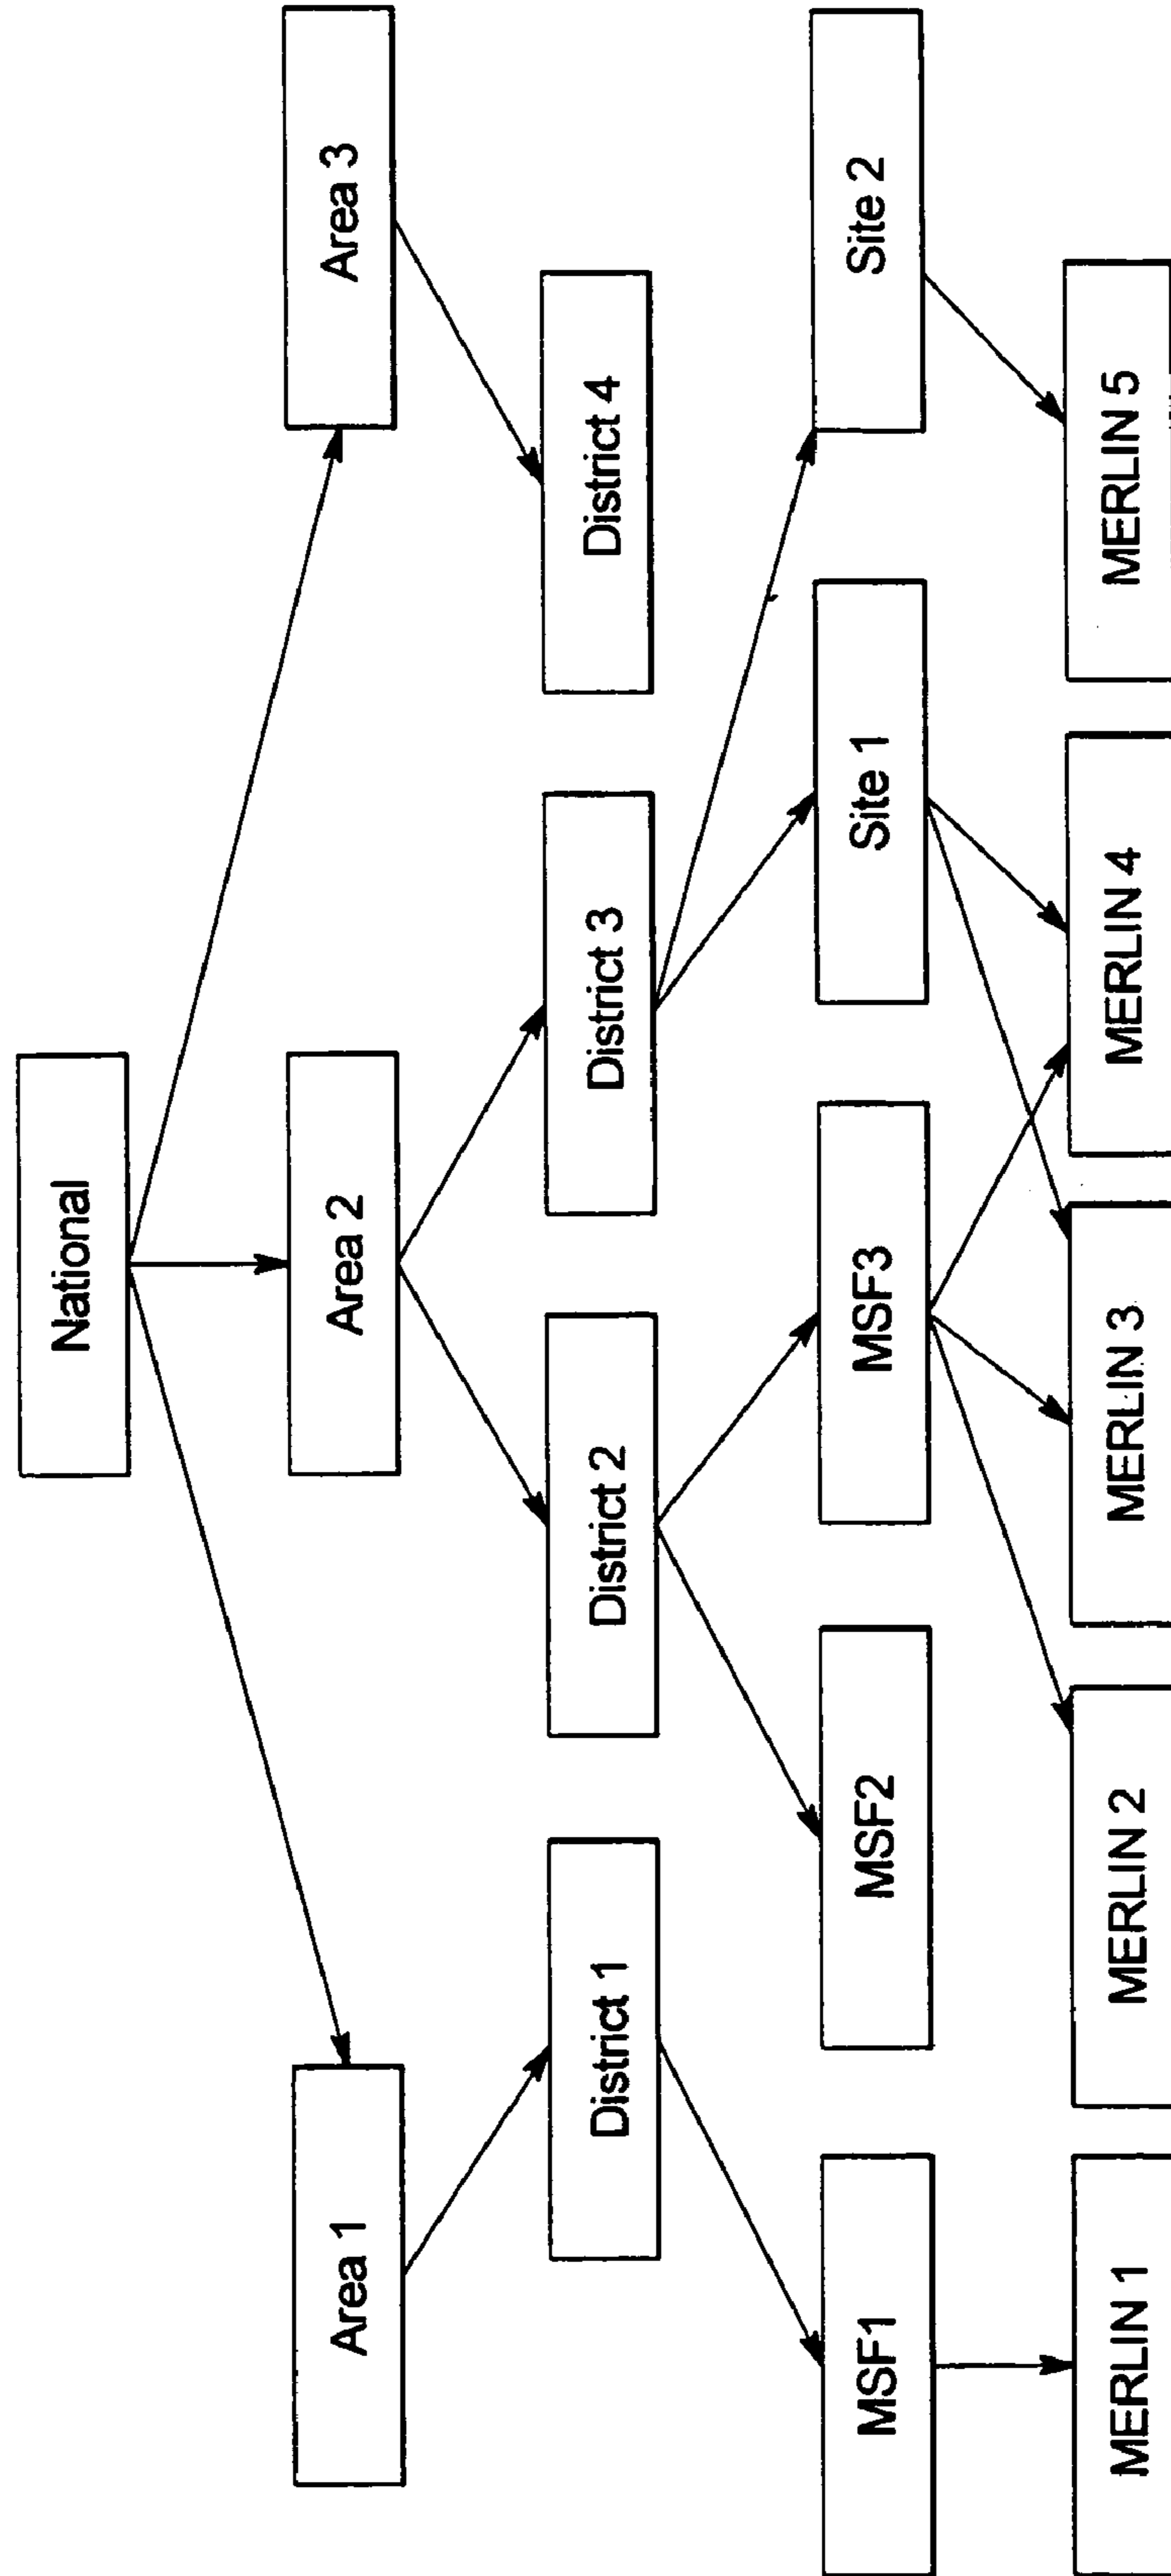 National
Area 1
Area 2
Area 3
District 1
District 2
District 3
District 4
MSF1
MSF2
MSF3
Site 1
Site 2
MERLIN 1
MERLIN 2
MERLIN 3
MERLIN 4
MERLIN 5